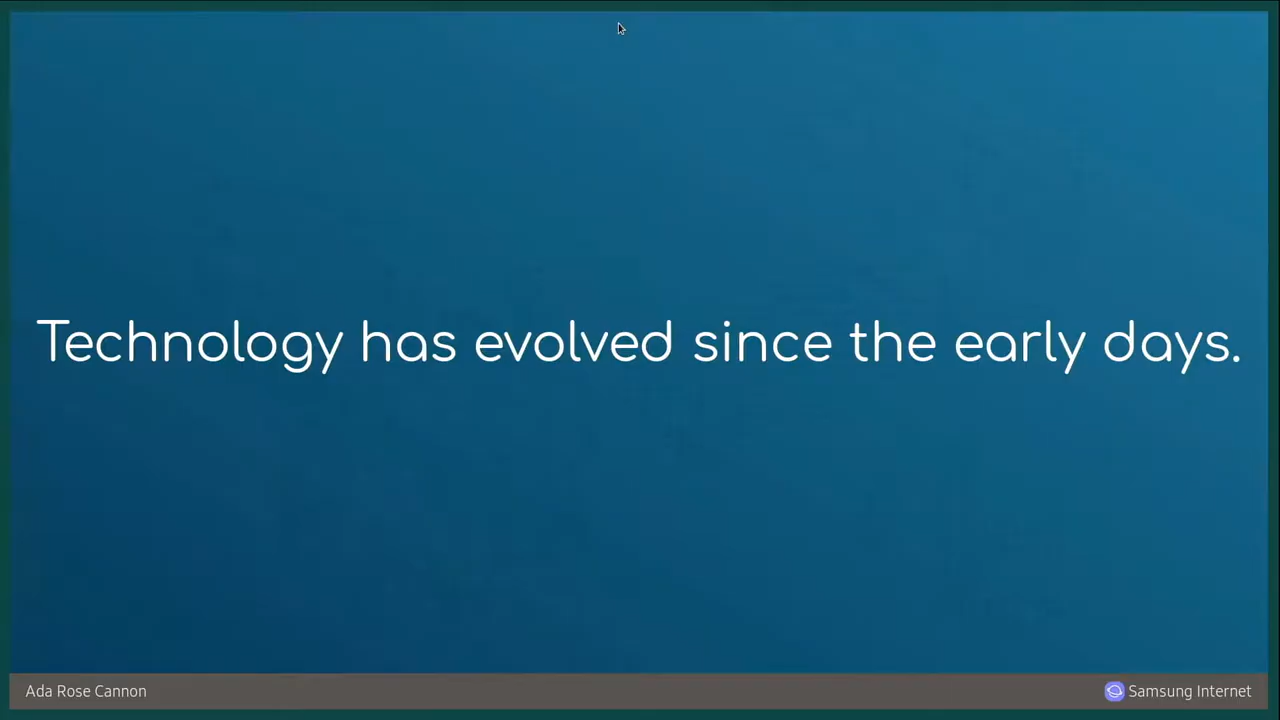 Technology has evolved since the early days.
Ada Rose Cannon
Samsung Internet